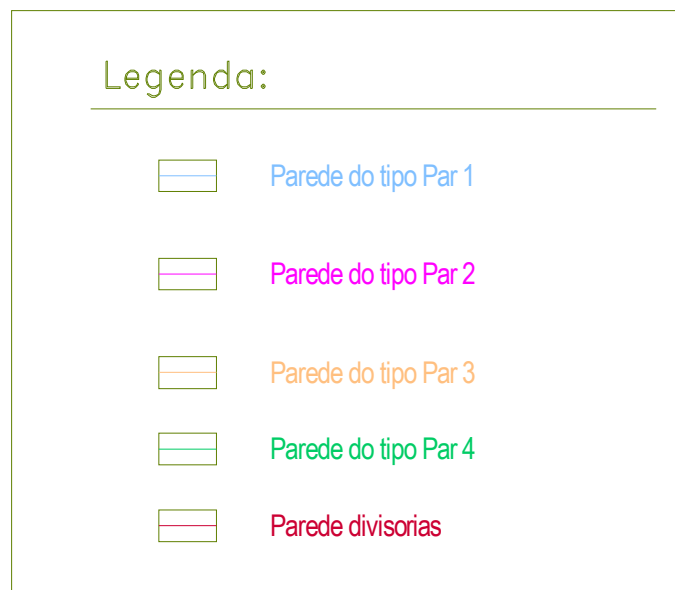 Legenda:
Parede do tipo Par 1
Parede do tipo Par 2
Parede do tipo Par 3
Parede do tipo Par 4
Parede divisorias